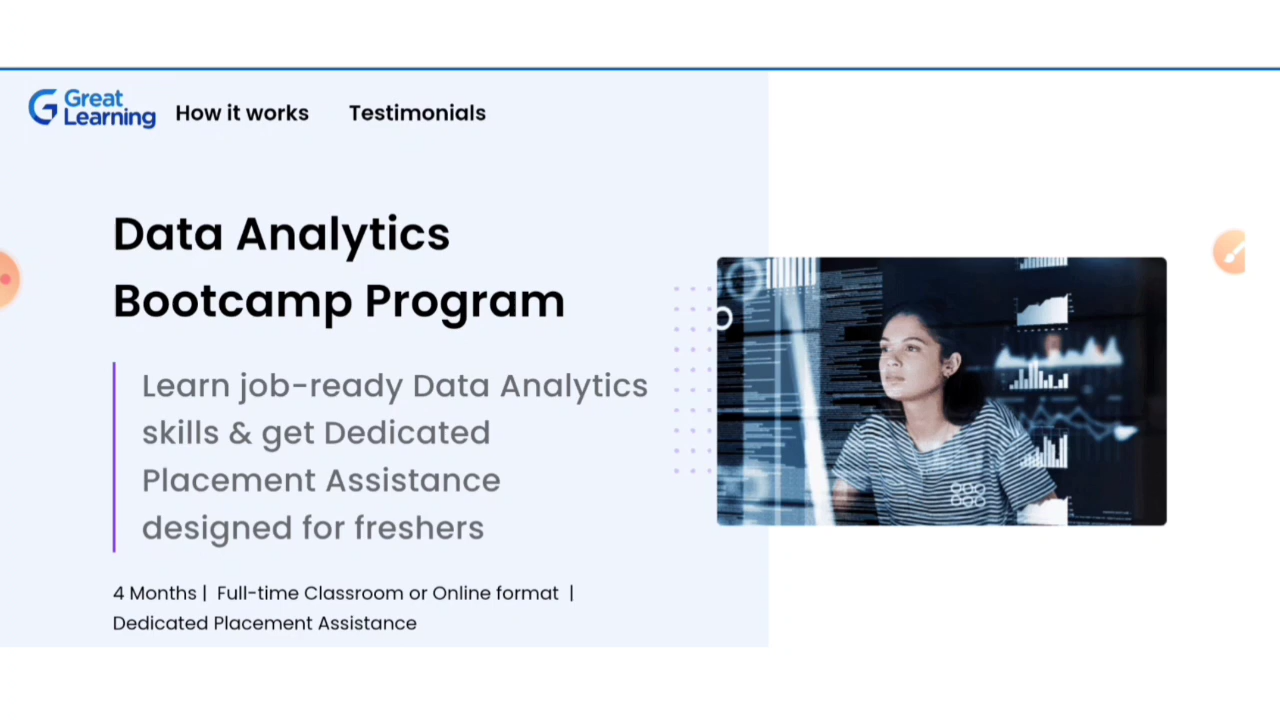 Great
Learning
How it works
Testimonials
Data Analytics
Bootcamp Program
Learn job-ready Data Analytics
skills & get Dedicated
Placement Assistance
designed for freshers
4 Months | Full-time Classroom or Online format |
Dedicated Placement Assistance